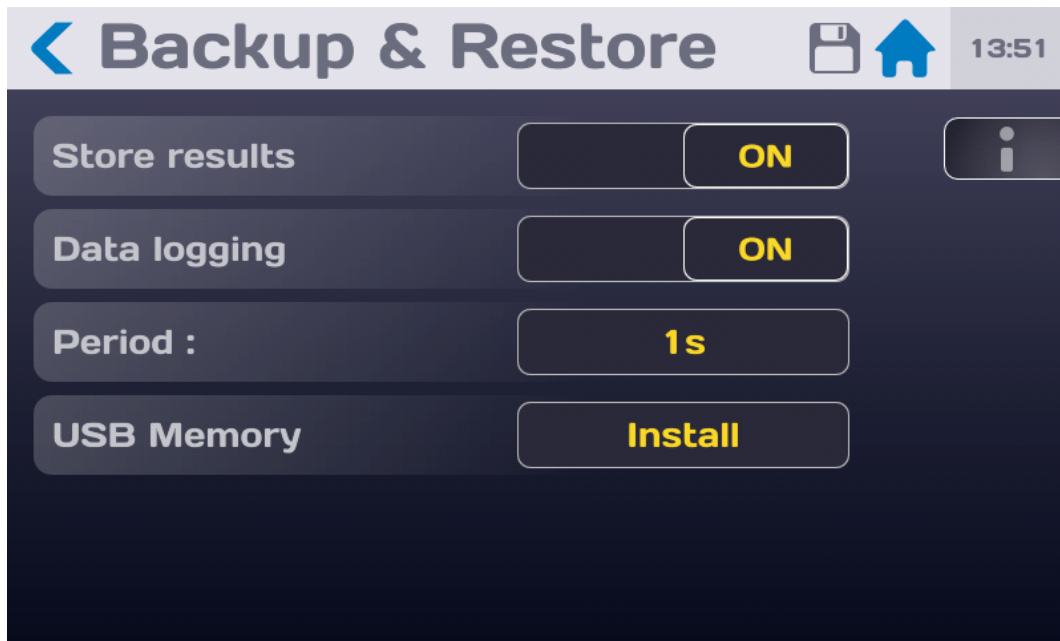 Backup & Restore 13:51
Store results ON
Data logging ON
Period : 1s
USB Memory Install